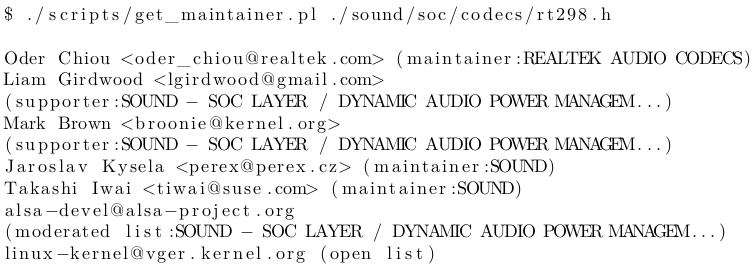 $ ./scripts/get_maintainer.pl ./sound/soc/codecs/rt298.h
Oder Chiou <oder_chiou@realtek.com> (maintainer:REALTEK AUDIO CODECS)
Liam Girdwood <lgirdwood@gmail.com>
(supporter:SOUND - SOC LAYER / DYNAMIC AUDIO POWER MANAGEM...)
Mark Brown <broonie@kernel.org>
(supporter:SOUND - SOC LAYER / DYNAMIC AUDIO POWER MANAGEM...)
Jaroslav Kysela <perex@perex.cz> (maintainer:SOUND)
Takashi Iwai <tiwai@suse.com> (maintainer:SOUND)
alsa-devel@alsa-project.org
(moderated list:SOUND - SOC LAYER / DYNAMIC AUDIO POWER MANAGEM...)
linux-kernel@vger.kernel.org (open list)